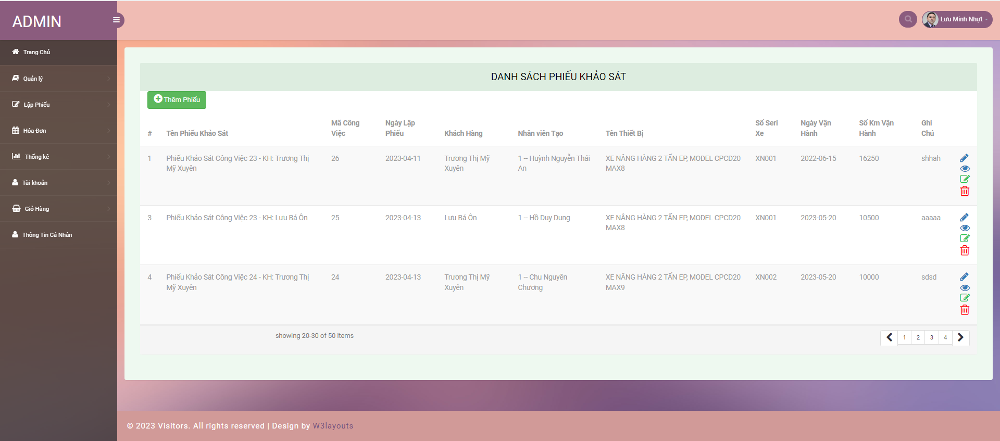 ADMIN
Lưu Minh Nhựt
Trang Chủ
Quản lý
Lập Phiếu
Hóa Đơn
Thống kê
Tài khoản
Giỏ Hàng
Thông Tin Cá Nhân
DANH SÁCH PHIẾU KHẢO SÁT
Thêm Phiếu
Mã Công Ngày Lập Số Seri Ngày Vận Số Km Vận Ghi
# Tên Phiếu Khảo Sát Việc Phiếu Khách Hàng Nhân viên Tạo Tên Thiết Bị Xe Hành Hành Chú
1 Phiếu Khảo Sát Công Việc 23 - KH: Trương Thị 26 2023-04-11 Trương Thị Mỹ 1 -- Huỳnh Nguyễn Thái XE NÂNG HÀNG 2 TẤN EP, MODEL CPCD20 XN001 2022-06-15 16250 shhah
Mỹ Xuyên Xuyên An MAX8
3 Phiếu Khảo Sát Công Việc 23 - KH: Lưu Bá Ôn 25 2023-04-13 Lưu Bá Ôn 1 -- Hồ Duy Dung XE NÂNG HÀNG 2 TẤN EP, MODEL CPCD20 XN001 2023-05-20 10500 aaaaa
MAX8
4 Phiếu Khảo Sát Công Việc 24 - KH: Trương Thị 24 2023-04-13 Trương Thị Mỹ 1 -- Chu Nguyên XE NÂNG HÀNG 2 TẤN EP, MODEL CPCD20 XN002 2023-05-20 10000 sdsd
Mỹ Xuyên Xuyên Chương MAX9
showing 20-30 of 50 items 1 2 3 4
© 2023 Visitors. All rights reserved | Design by W3layouts